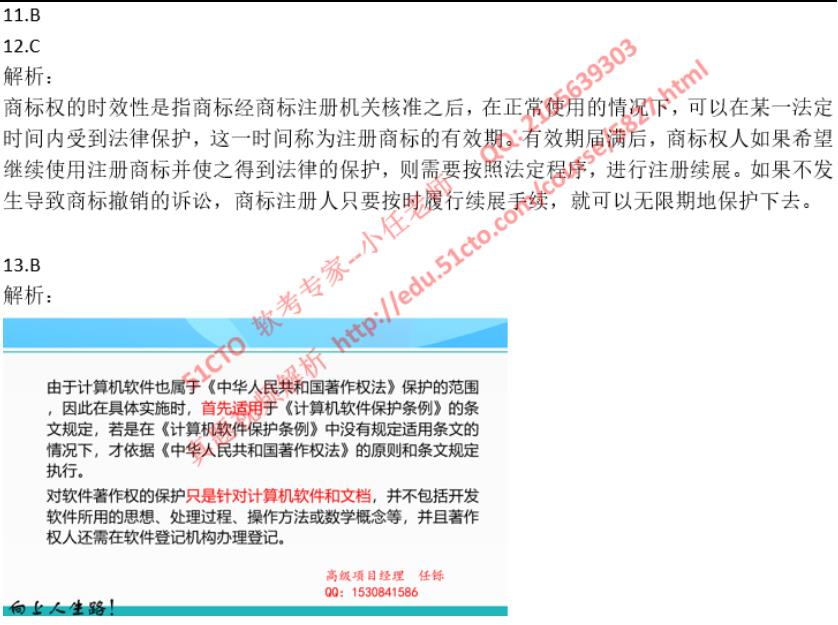 11.B
12.C
解析：
商标权的时效性是指商标经商标注册机关核准之后，在正常使用的情况下，可以在某一法定
时间内受到法律保护，这一时间称为注册商标的有效期。有效期届满后，商标权人如果希望
继续使用注册商标并使之得到法律的保护，则需要按照法定程序，进行注册续展。如果不发
生导致商标撤销的诉讼，商标注册人只要按时履行续展手续，就可以无限期地保护下去。
13.B
解析：
由于计算机软件也属于《中华人民共和国著作权法》保护的范围
，因此在具体实施时，首先适用于《计算机软件保护条例》的条
文规定，若是在《计算机软件保护条例》中没有规定适用条文的
情况下，才依据《中华人民共和国著作权法》的原则和条文规定
执行。
对软件著作权的保护只是针对计算机软件和文档，并不包括开发
软件所用的思想、处理过程、操作方法或数学概念等，并且著作
权人还需在软件登记机构办理登记。
高级项目经理 任铄
QQ：1530841586
向上人生路！
51CTO 软考专家--小任老师